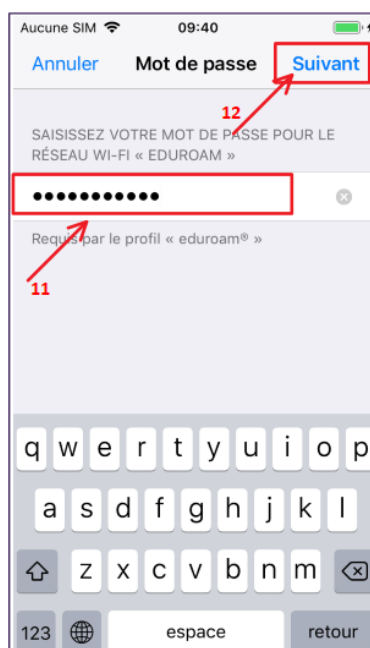 Aucune SIM 09:40
Annuler Mot de passe Suivant
12
SAISISSEZ VOTRE MOT DE PASSE POUR LE
RÉSEAU WI-FI « EDUROAM »
●●●●●●●●●●●
Requis par le profil « eduroam® »
11
q w e r t y u i o p
a s d f g h j k l
z x c v b n m
123 espace retour